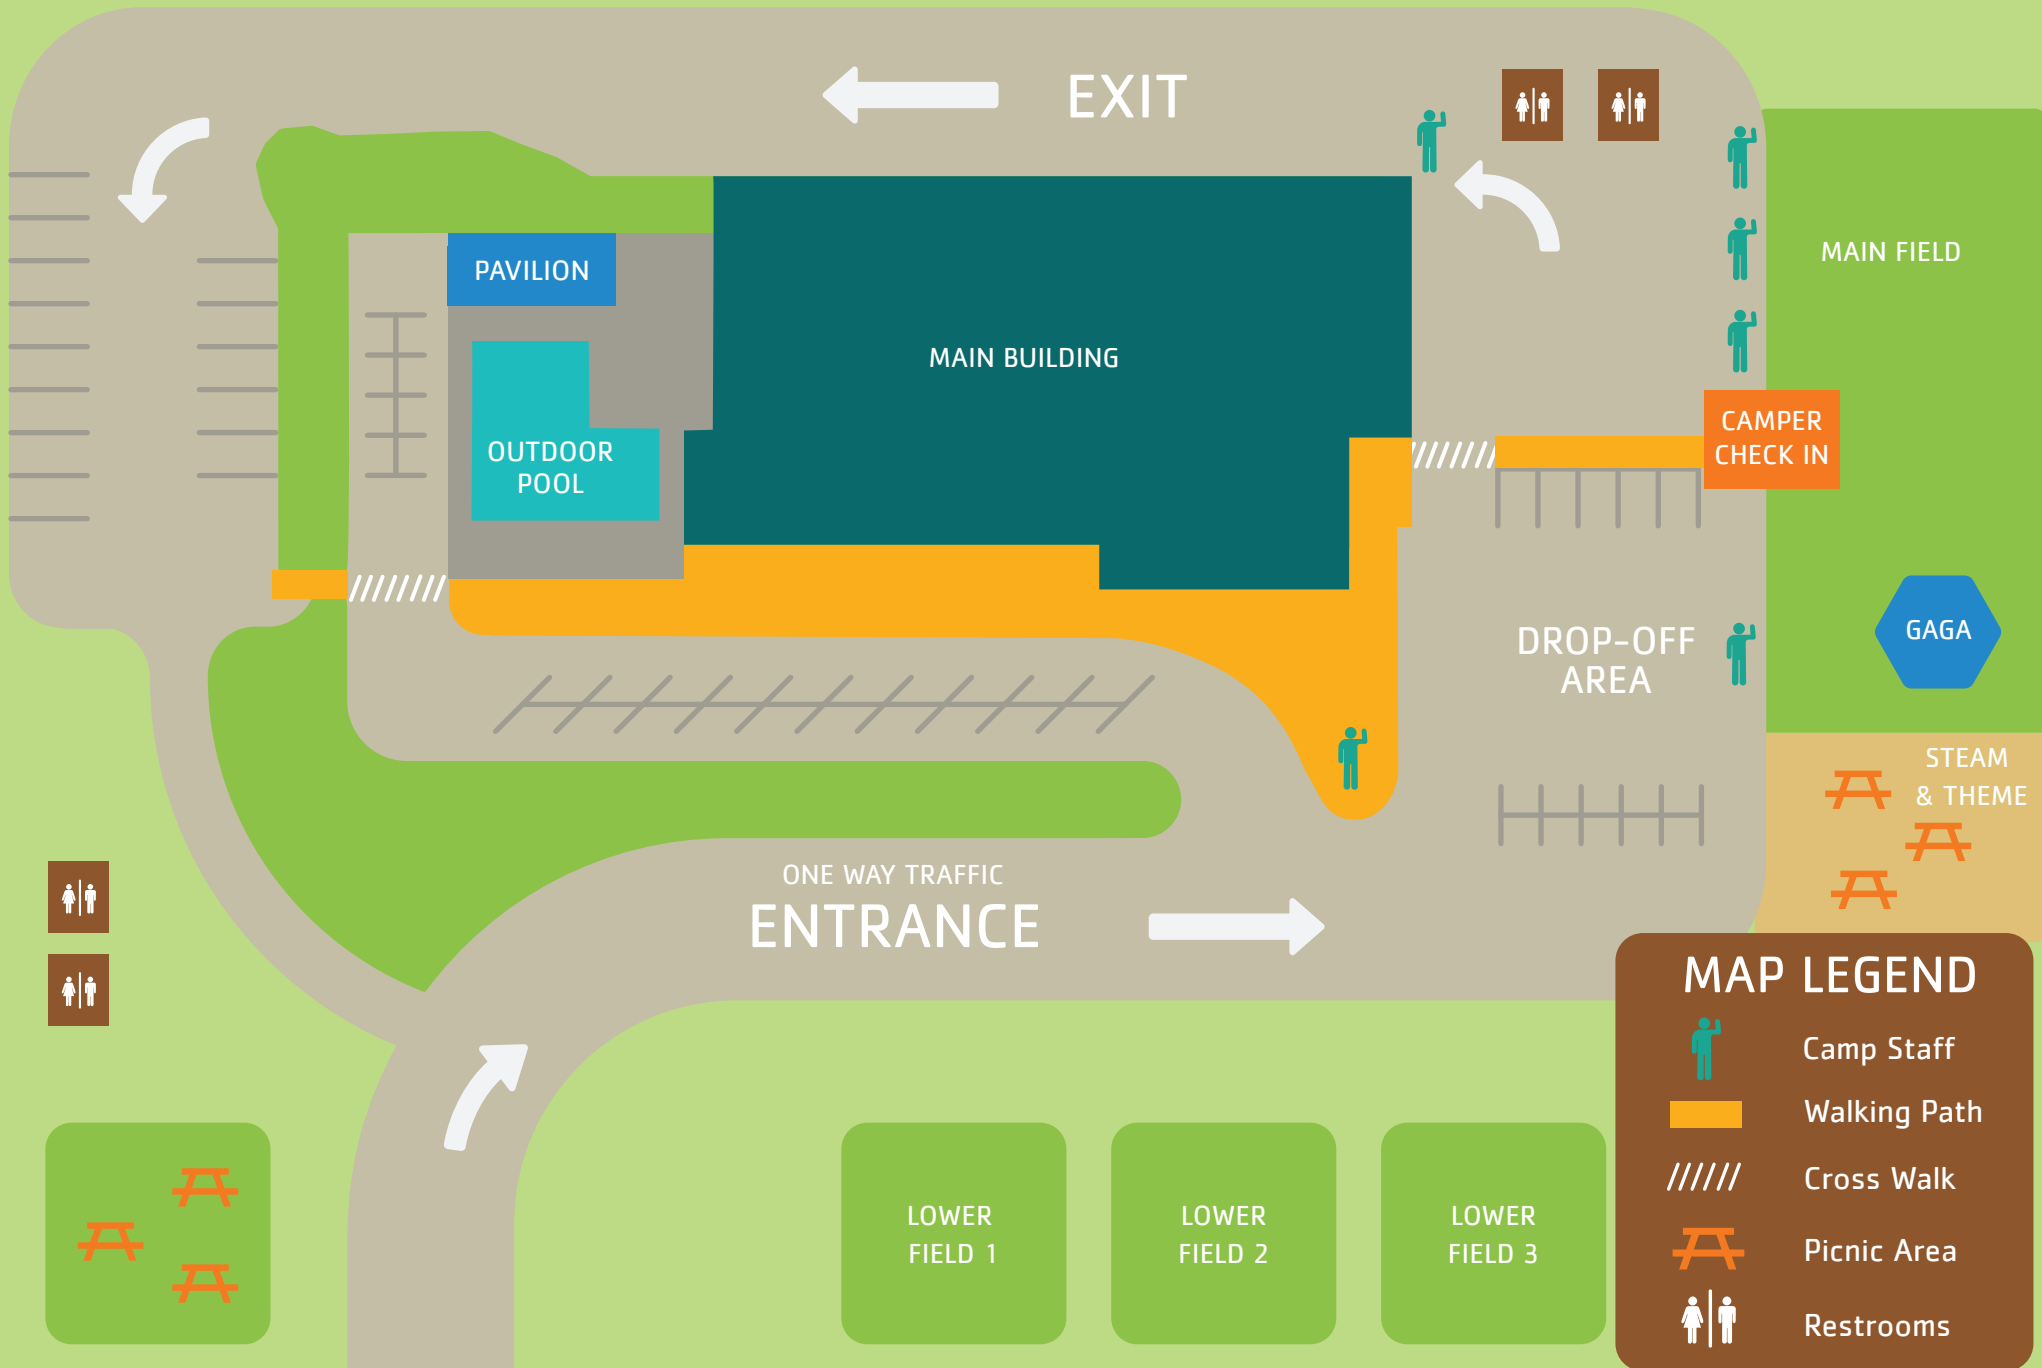 EXIT
MAIN FIELD
PAVILION
MAIN BUILDING
OUTDOOR
POOL
CAMPER
CHECK IN
GAGA
DROP-OFF
AREA
STEAM
& THEME
ONE WAY TRAFFIC
ENTRANCE
MAP LEGEND
Camp Staff
Walking Path
Cross Walk
Picnic Area
Restrooms
LOWER
FIELD 1
LOWER
FIELD 2
LOWER
FIELD 3